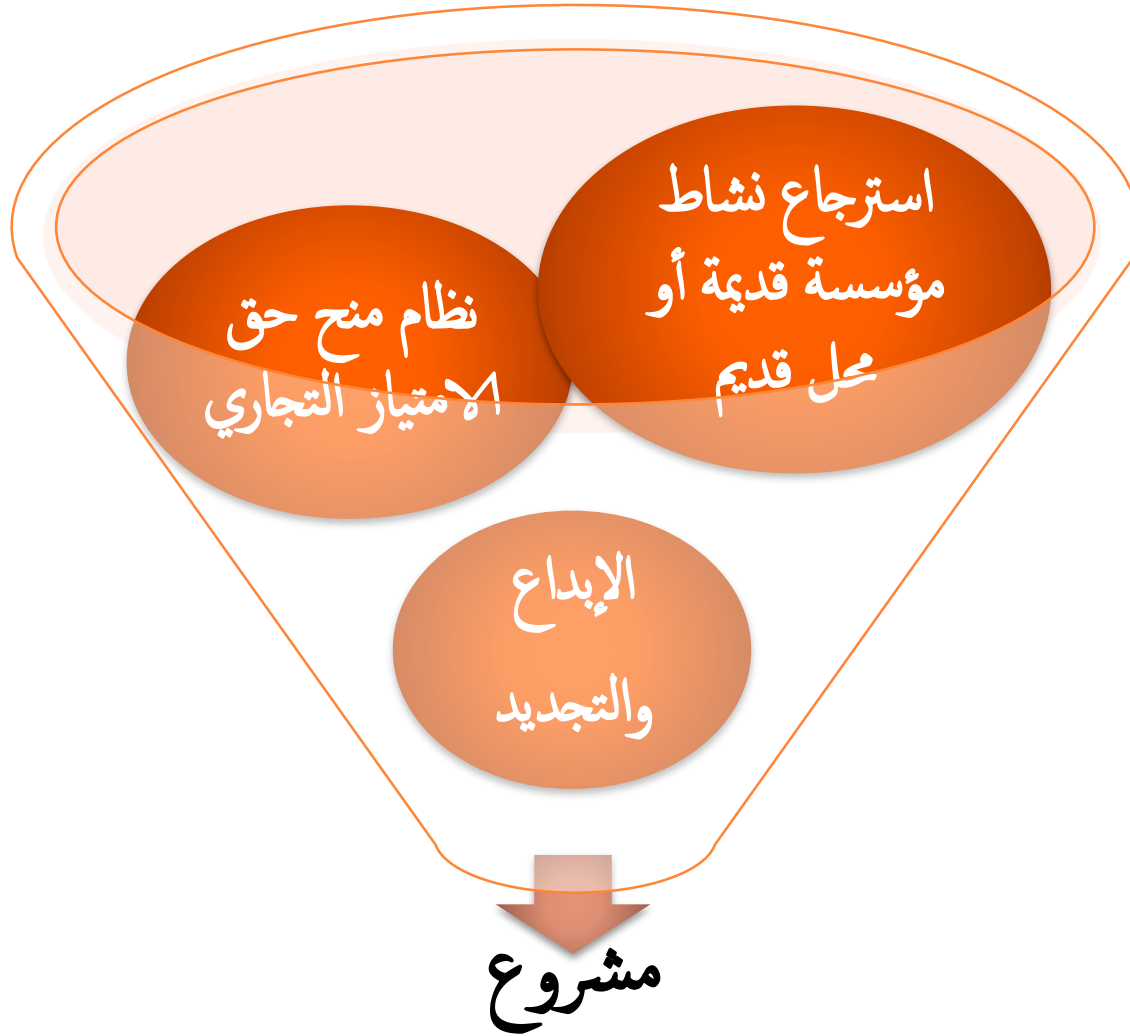 استرجاع نشاط
مؤسسة قديمة أو
محل قديم
نظام منح حق
الامتياز التجاري
الإبداع
والتجديد
مشروع